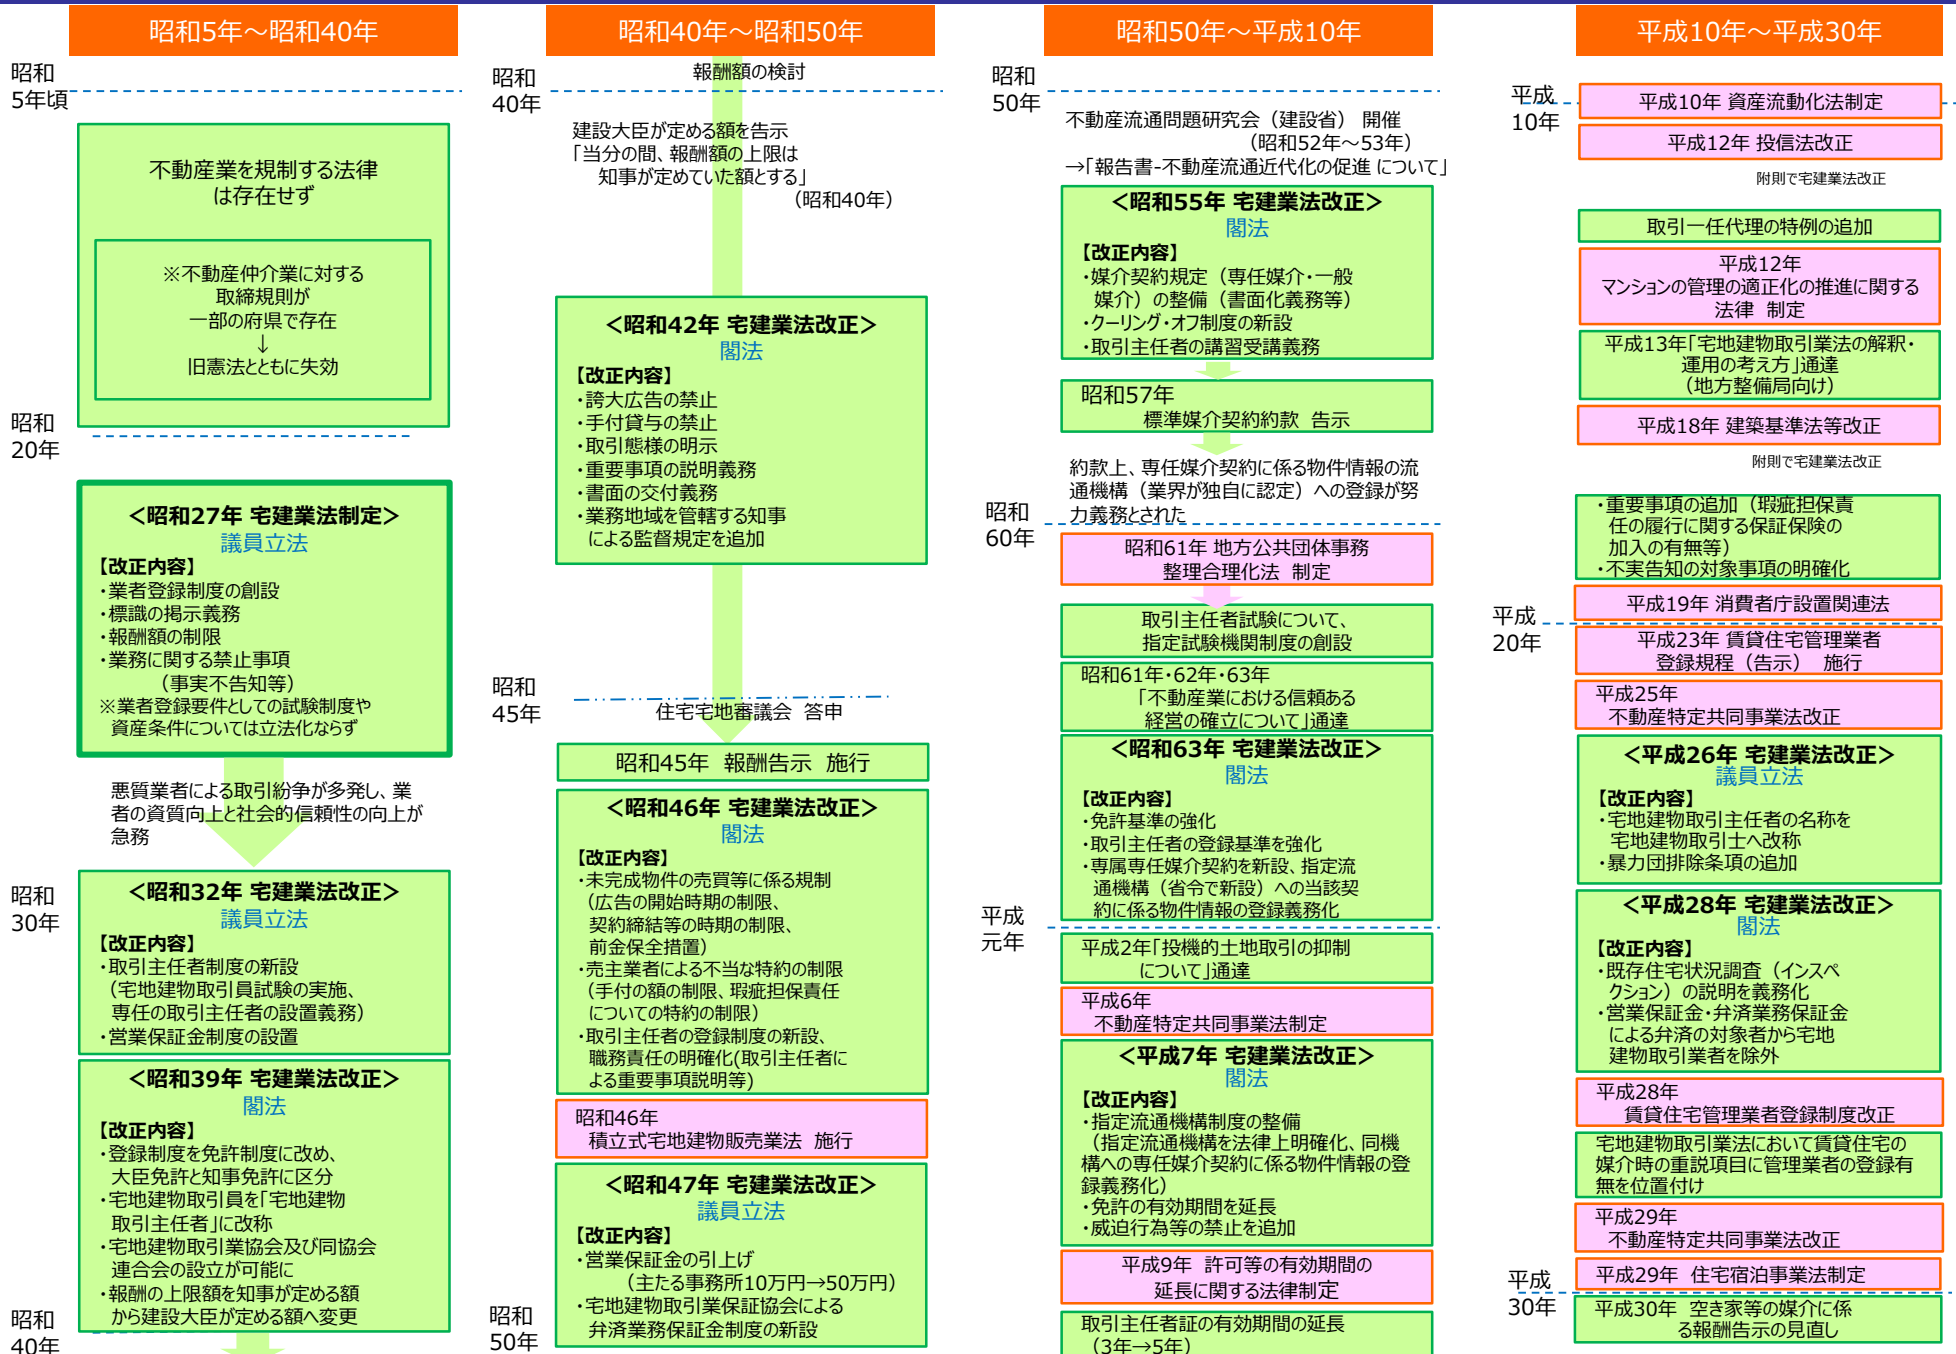 昭和5年～昭和40年
昭和
5年頃
不動産業を規制する法律
は存在せず
※不動産仲介業に対する
取締規則が
一部の府県で存在
↓
旧憲法とともに失効
昭和
20年
＜昭和27年 宅建業法制定＞
議員立法
【改正内容】
・業者登録制度の創設
・標識の掲示義務
・報酬額の制限
・業務に関する禁止事項
（事実不告知等）
※業者登録要件としての試験制度や
資産条件については立法化ならず
悪質業者による取引紛争が多発し、業
者の資質向上と社会的信頼性の向上が
急務
昭和
30年
＜昭和32年 宅建業法改正＞
議員立法
【改正内容】
・取引主任者制度の新設
（宅地建物取引員試験の実施、
専任の取引主任者の設置義務）
・営業保証金制度の設置
＜昭和39年 宅建業法改正＞
閣法
【改正内容】
・登録制度を免許制度に改め、
大臣免許と知事免許に区分
・宅地建物取引員を「宅地建物
取引主任者」に改称
・宅地建物取引業協会及び同協会
連合会の設立が可能に
・報酬の上限額を知事が定める額
から建設大臣が定める額へ変更
昭和
40年
昭和40年～昭和50年
昭和
40年
報酬額の検討
建設大臣が定める額を告示
「当分の間、報酬額の上限は
知事が定めていた額とする」
（昭和40年）
＜昭和42年 宅建業法改正＞
閣法
【改正内容】
・誇大広告の禁止
・手付貸与の禁止
・取引態様の明示
・重要事項の説明義務
・書面の交付義務
・業務地域を管轄する知事
による監督規定を追加
昭和
45年
住宅宅地審議会 答申
昭和45年 報酬告示 施行
＜昭和46年 宅建業法改正＞
閣法
【改正内容】
・未完成物件の売買等に係る規制
（広告の開始時期の制限、
契約締結等の時期の制限、
前金保全措置）
・売主業者による不当な特約の制限
（手付の額の制限、瑕疵担保責任
についての特約の制限）
・取引主任者の登録制度の新設、
職務責任の明確化(取引主任者に
よる重要事項説明等)
昭和46年
積立式宅地建物販売業法 施行
＜昭和47年 宅建業法改正＞
議員立法
【改正内容】
・営業保証金の引上げ
（主たる事務所10万円→50万円）
・宅地建物取引業保証協会による
弁済業務保証金制度の新設
昭和
50年
昭和50年～平成10年
昭和
50年
不動産流通問題研究会（建設省） 開催
（昭和52年～53年）
→「報告書-不動産流通近代化の促進 について」
＜昭和55年 宅建業法改正＞
閣法
【改正内容】
・媒介契約規定（専任媒介・一般
媒介）の整備（書面化義務等）
・クーリング・オフ制度の新設
・取引主任者の講習受講義務
昭和57年
標準媒介契約約款 告示
約款上、専任媒介契約に係る物件情報の流
通機構（業界が独自に認定）への登録が努
力義務とされた
昭和
60年
昭和61年 地方公共団体事務
整理合理化法 制定
取引主任者試験について、
指定試験機関制度の創設
昭和61年・62年・63年
「不動産業における信頼ある
経営の確立について」通達
＜昭和63年 宅建業法改正＞
閣法
【改正内容】
・免許基準の強化
・取引主任者の登録基準を強化
・専属専任媒介契約を新設、指定流
通機構（省令で新設）への当該契
約に係る物件情報の登録義務化
平成
元年
平成2年「投機的土地取引の抑制
について」通達
平成6年
不動産特定共同事業法制定
＜平成7年 宅建業法改正＞
閣法
【改正内容】
・指定流通機構制度の整備
（指定流通機構を法律上明確化、同機
構への専任媒介契約に係る物件情報の登
録義務化）
・免許の有効期間を延長
・威迫行為等の禁止を追加
平成9年 許可等の有効期間の
延長に関する法律制定
取引主任者証の有効期間の延長
（3年→5年）
平成10年～平成30年
平成
10年
平成10年 資産流動化法制定
平成12年 投信法改正
附則で宅建業法改正
取引一任代理の特例の追加
平成12年
マンションの管理の適正化の推進に関する
法律 制定
平成13年「宅地建物取引業法の解釈・
運用の考え方」通達
（地方整備局向け）
平成18年 建築基準法等改正
附則で宅建業法改正
・重要事項の追加（瑕疵担保責
任の履行に関する保証保険の
加入の有無等）
・不実告知の対象事項の明確化
平成19年 消費者庁設置関連法
平成
20年
平成23年 賃貸住宅管理業者
登録規程（告示） 施行
平成25年
不動産特定共同事業法改正
＜平成26年 宅建業法改正＞
議員立法
【改正内容】
・宅地建物取引主任者の名称を
宅地建物取引士へ改称
・暴力団排除条項の追加
＜平成28年 宅建業法改正＞
閣法
【改正内容】
・既存住宅状況調査（インスペ
クション）の説明を義務化
・営業保証金・弁済業務保証金
による弁済の対象者から宅地
建物取引業者を除外
平成28年
賃貸住宅管理業者登録制度改正
宅地建物取引業法において賃貸住宅の
媒介時の重説項目に管理業者の登録有
無を位置付け
平成29年
不動産特定共同事業法改正
平成29年 住宅宿泊事業法制定
平成
30年
平成30年 空き家等の媒介に係
る報酬告示の見直し